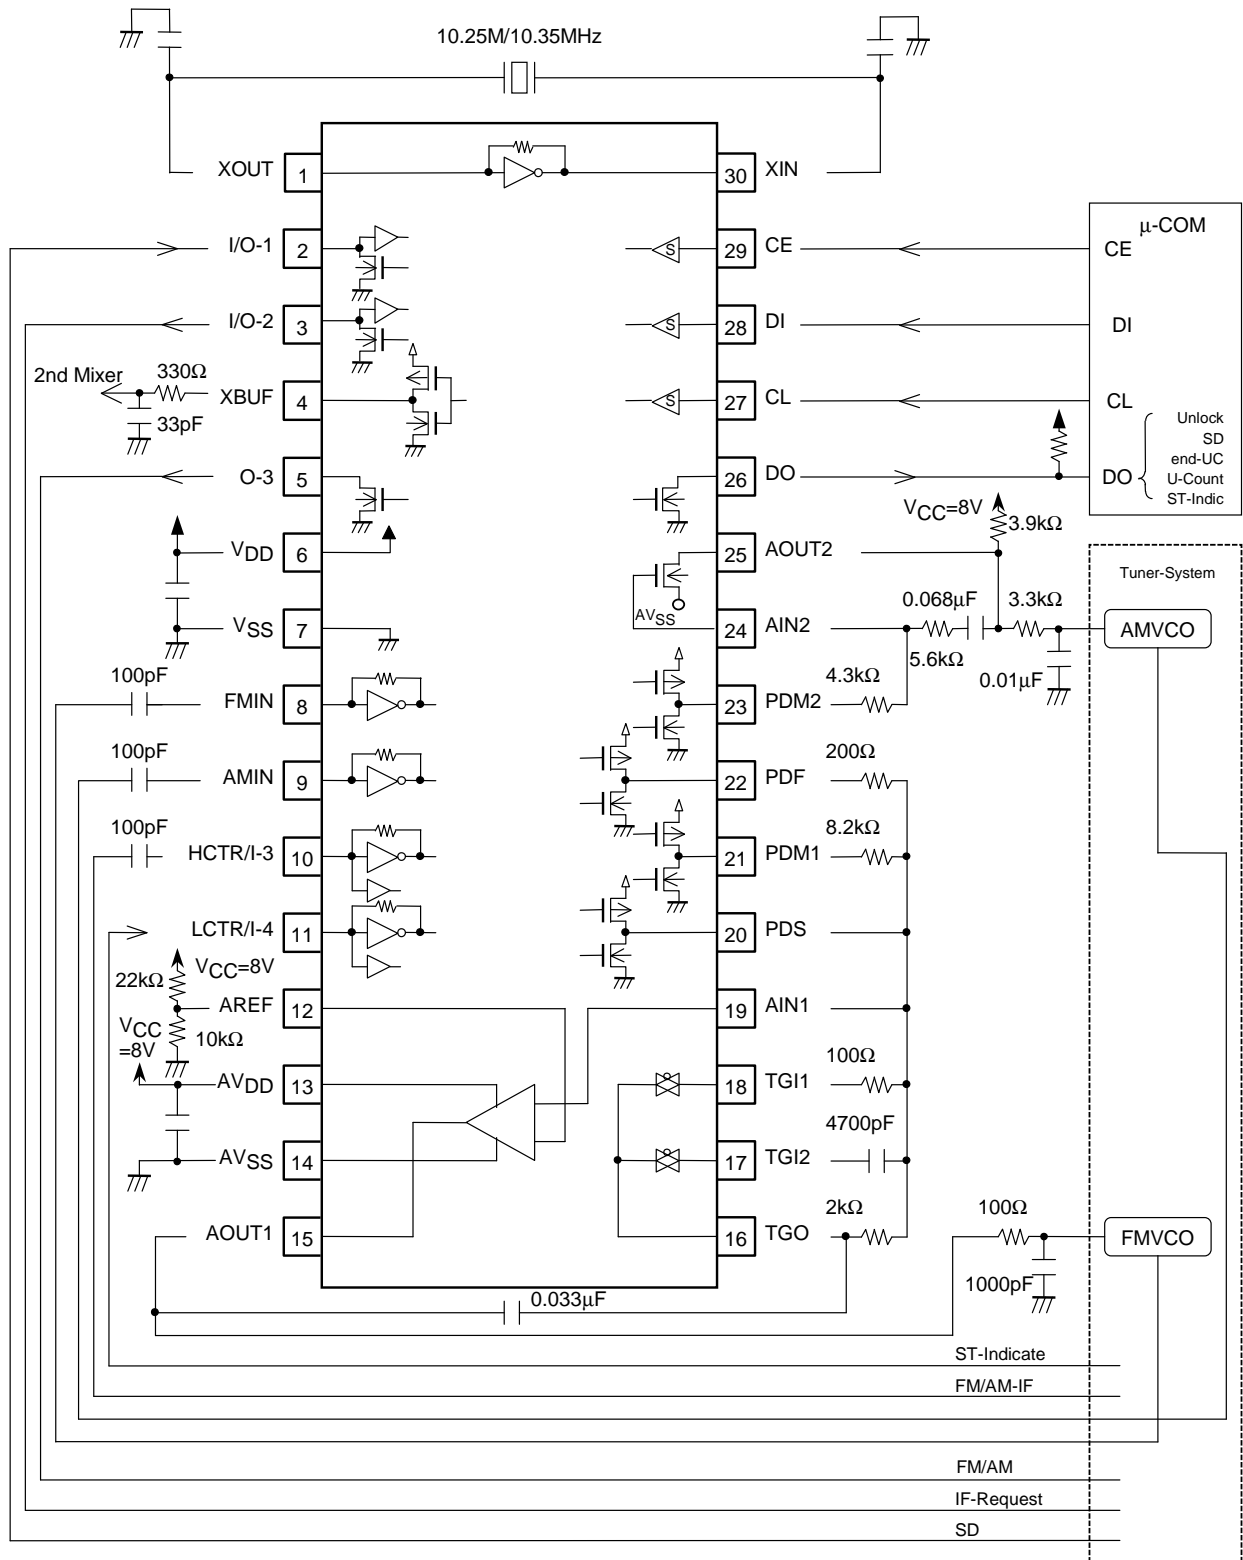 10.25M/10.35MHz
XOUT 1
30 XIN
μ-COM
I/O-1 2
29 CE
CE
I/O-2 3
28 DI
DI
2nd Mixer
330Ω
XBUF 4
33pF
27 CL
CL
Unlock
SD
end-UC
U-Count
ST-Indic
DO
O-3 5
26 DO
VCC=8V
3.9kΩ
VDD 6
25 AOUT2
Tuner-System
AVSS
VSS 7
24 AIN2
0.068μF
3.3kΩ
AMVCO
5.6kΩ
0.01μF
100pF
FMIN 8
23 PDM2
4.3kΩ
100pF
AMIN 9
22 PDF
200Ω
100pF
HCTR/I-3 10
21 PDM1
8.2kΩ
LCTR/I-4 11
20 PDS
VCC=8V
22kΩ
AREF 12
19 AIN1
10kΩ
VCC
=8V
AVDD 13
18 TGI1
100Ω
4700pF
AVSS 14
17 TGI2
2kΩ
AOUT1 15
16 TGO
100Ω
FMVCO
1000pF
0.033μF
ST-Indicate
FM/AM-IF
FM/AM
IF-Request
SD
S
S
S